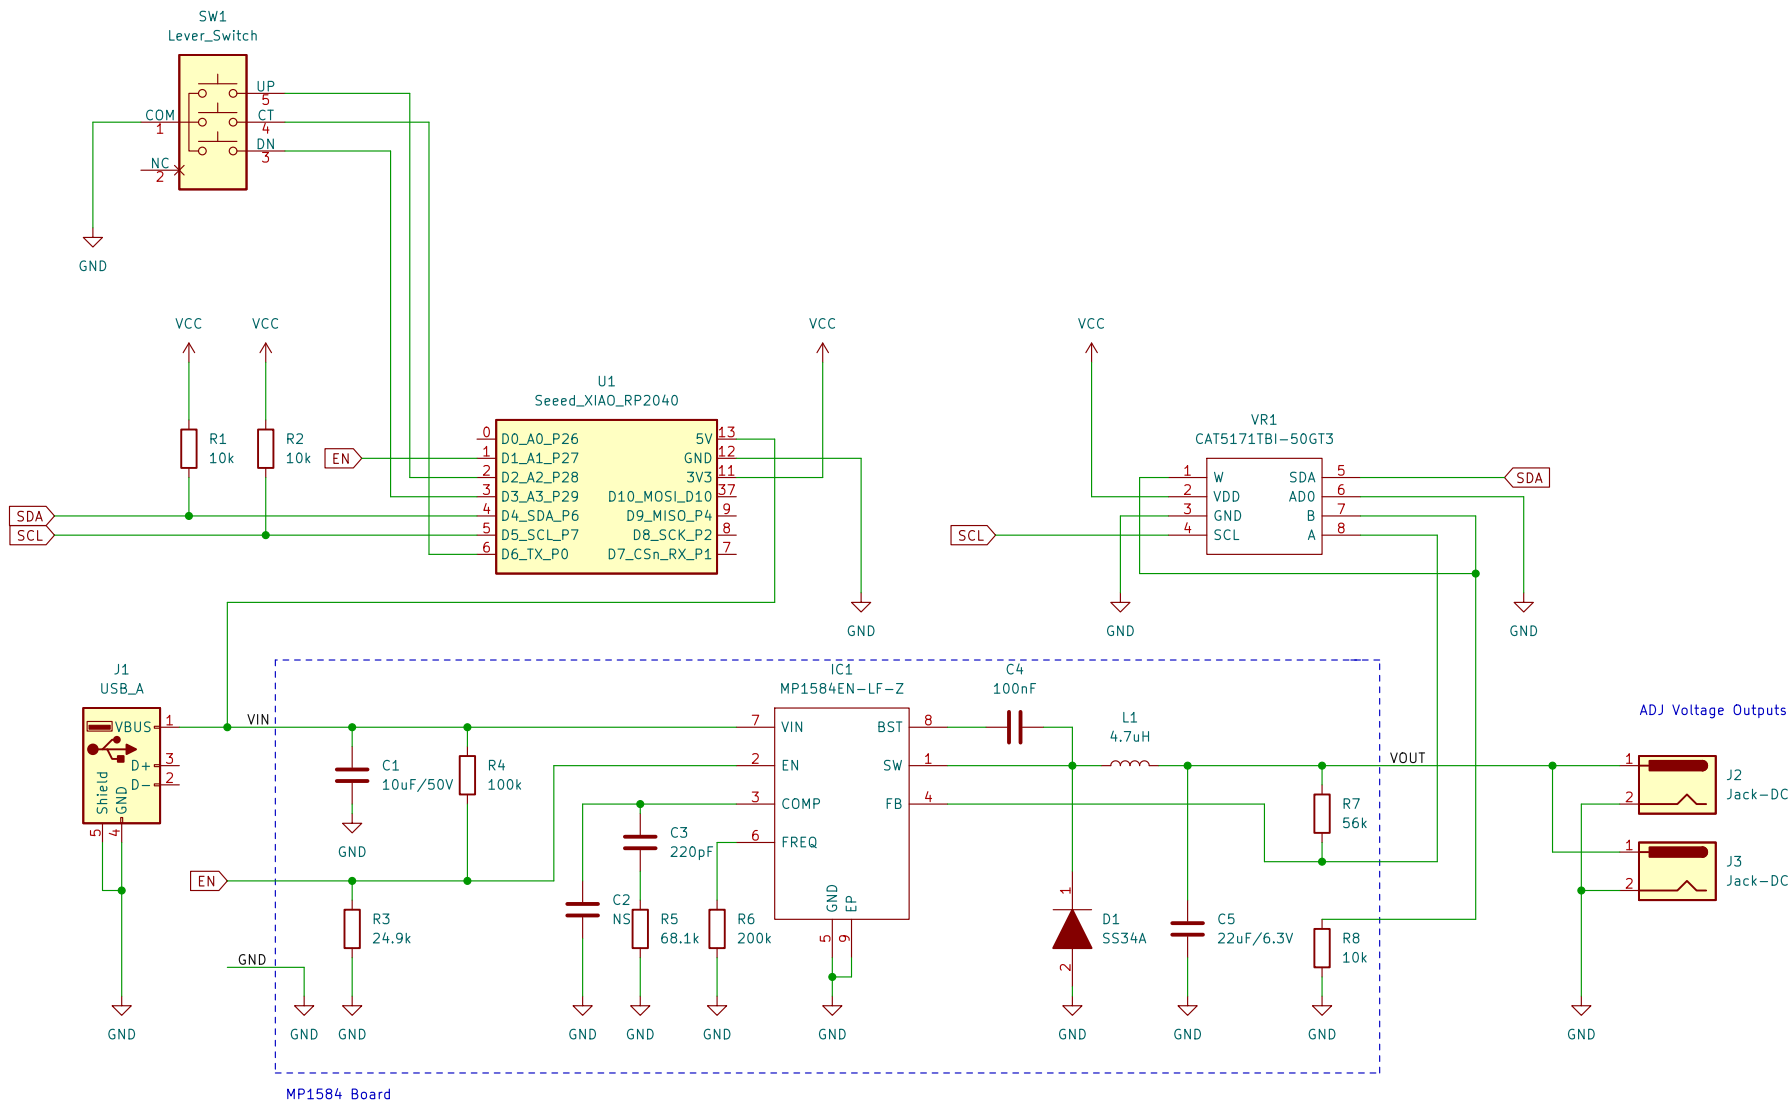 SW1
Lever_Switch
UP
5
COM
1
CT
4
DN
3
NC
2
GND
VCC
VCC
VCC
VCC
R1
10k
R2
10k
EN
SDA
SCL
U1
Seeed_XIAO_RP2040
0 D0_A0_P26 5V 13
1 D1_A1_P27 GND 12
2 D2_A2_P28 3V3 11
3 D3_A3_P29 D10_MOSI_D10 37
4 D4_SDA_P6 D9_MISO_P4 9
5 D5_SCL_P7 D8_SCK_P2 8
6 D6_TX_P0 D7_CSn_RX_P1 7
GND
VR1
CAT5171TBI-50GT3
1 W SDA 5
2 VDD AD0 6
3 GND B 7
4 SCL A 8
SDA
SCL
GND
GND
J1
USB_A
VBUS 1
D+ 3
D- 2
Shield
GND
5
4
GND
VIN
C1
10uF/50V
GND
R4
100k
EN
R3
24.9k
GND
GND
GND
C3
220pF
C2
NS
R5
68.1k
R6
200k
GND
GND
GND
IC1
MP1584EN-LF-Z
7 VIN BST 8
2 EN SW 1
3 COMP FB 4
6 FREQ
GND
EP
5
9
GND
C4
100nF
L1
4.7uH
1
D1
SS34A
2
GND
C5
22uF/6.3V
GND
R7
56k
R8
10k
GND
VOUT
ADJ Voltage Outputs
1
2
J2
Jack-DC
1
2
J3
Jack-DC
GND
MP1584 Board